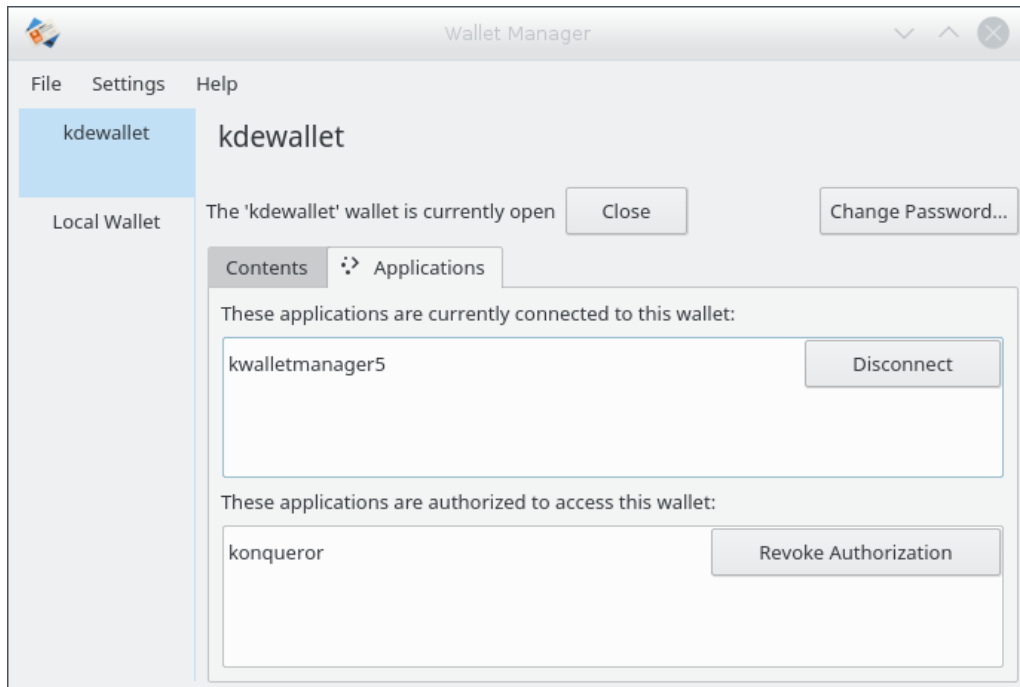 Wallet Manager
File Settings Help
kdewallet
Local Wallet
kdewallet
The 'kdewallet' wallet is currently open Close Change Password...
Contents Applications
These applications are currently connected to this wallet:
kwalletmanager5 Disconnect
These applications are authorized to access this wallet:
konqueror Revoke Authorization